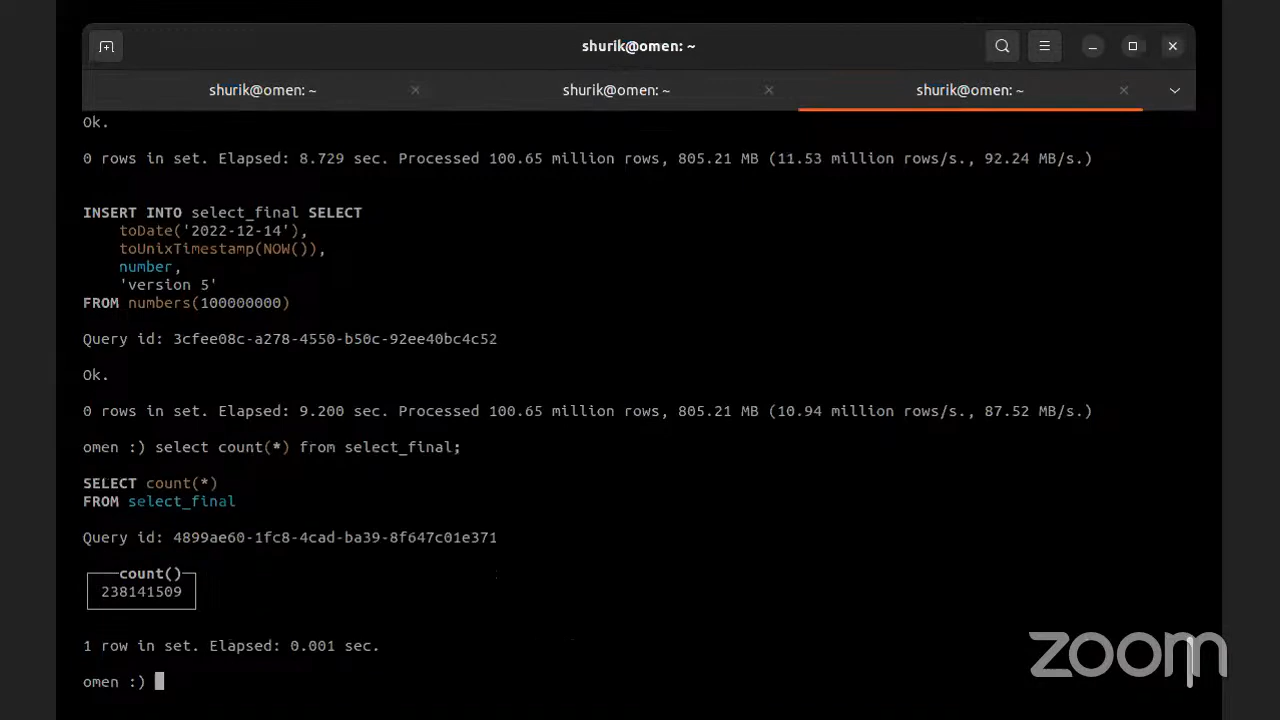 shurik@omen: ~
shurik@omen: ~
shurik@omen: ~
shurik@omen: ~
Ok.
0 rows in set. Elapsed: 8.729 sec. Processed 100.65 million rows, 805.21 MB (11.53 million rows/s., 92.24 MB/s.)
INSERT INTO select_final SELECT
toDate('2022-12-14'),
toUnixTimestamp(NOW()),
number,
'version 5'
FROM numbers(100000000)
Query id: 3cfee08c-a278-4550-b50c-92ee40bc4c52
Ok.
0 rows in set. Elapsed: 9.200 sec. Processed 100.65 million rows, 805.21 MB (10.94 million rows/s., 87.52 MB/s.)
omen :) select count(*) from select_final;
SELECT count(*)
FROM select_final
Query id: 4899ae60-1fc8-4cad-ba39-8f647c01e371
count()
238141509
1 row in set. Elapsed: 0.001 sec.
omen :)
zoom